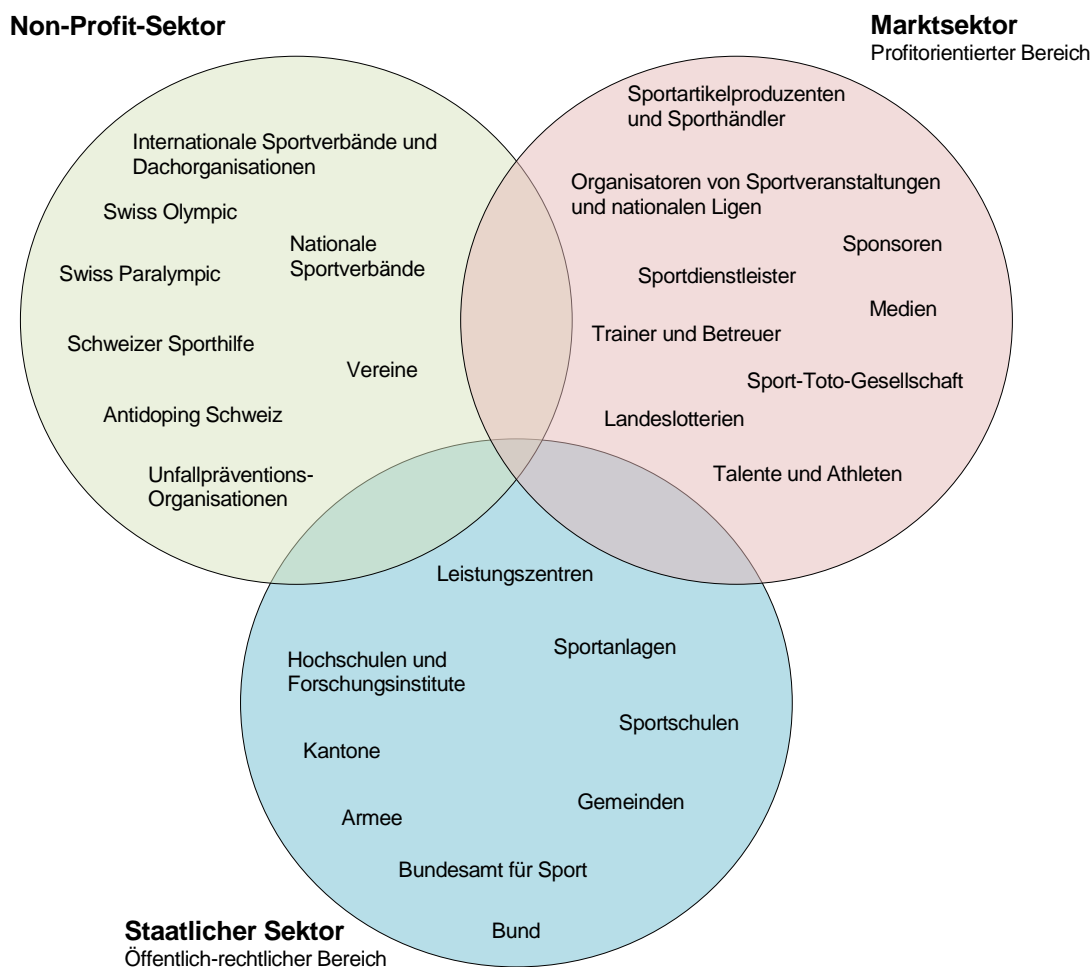 Non-Profit-Sektor
Marktsektor
Profitorientierter Bereich
Internationale Sportverbände und
Dachorganisationen
Swiss Olympic
Nationale
Sportverbände
Swiss Paralympic
Schweizer Sporthilfe
Vereine
Antidoping Schweiz
Unfallpräventions-
Organisationen
Sportartikelproduzenten
und Sporthändler
Organisatoren von Sportveranstaltungen
und nationalen Ligen
Sponsoren
Sportdienstleister
Medien
Trainer und Betreuer
Sport-Toto-Gesellschaft
Landeslotterien
Talente und Athleten
Leistungszentren
Sportanlagen
Hochschulen und
Forschungsinstitute
Sportschulen
Kantone
Gemeinden
Armee
Bundesamt für Sport
Bund
Staatlicher Sektor
Öffentlich-rechtlicher Bereich